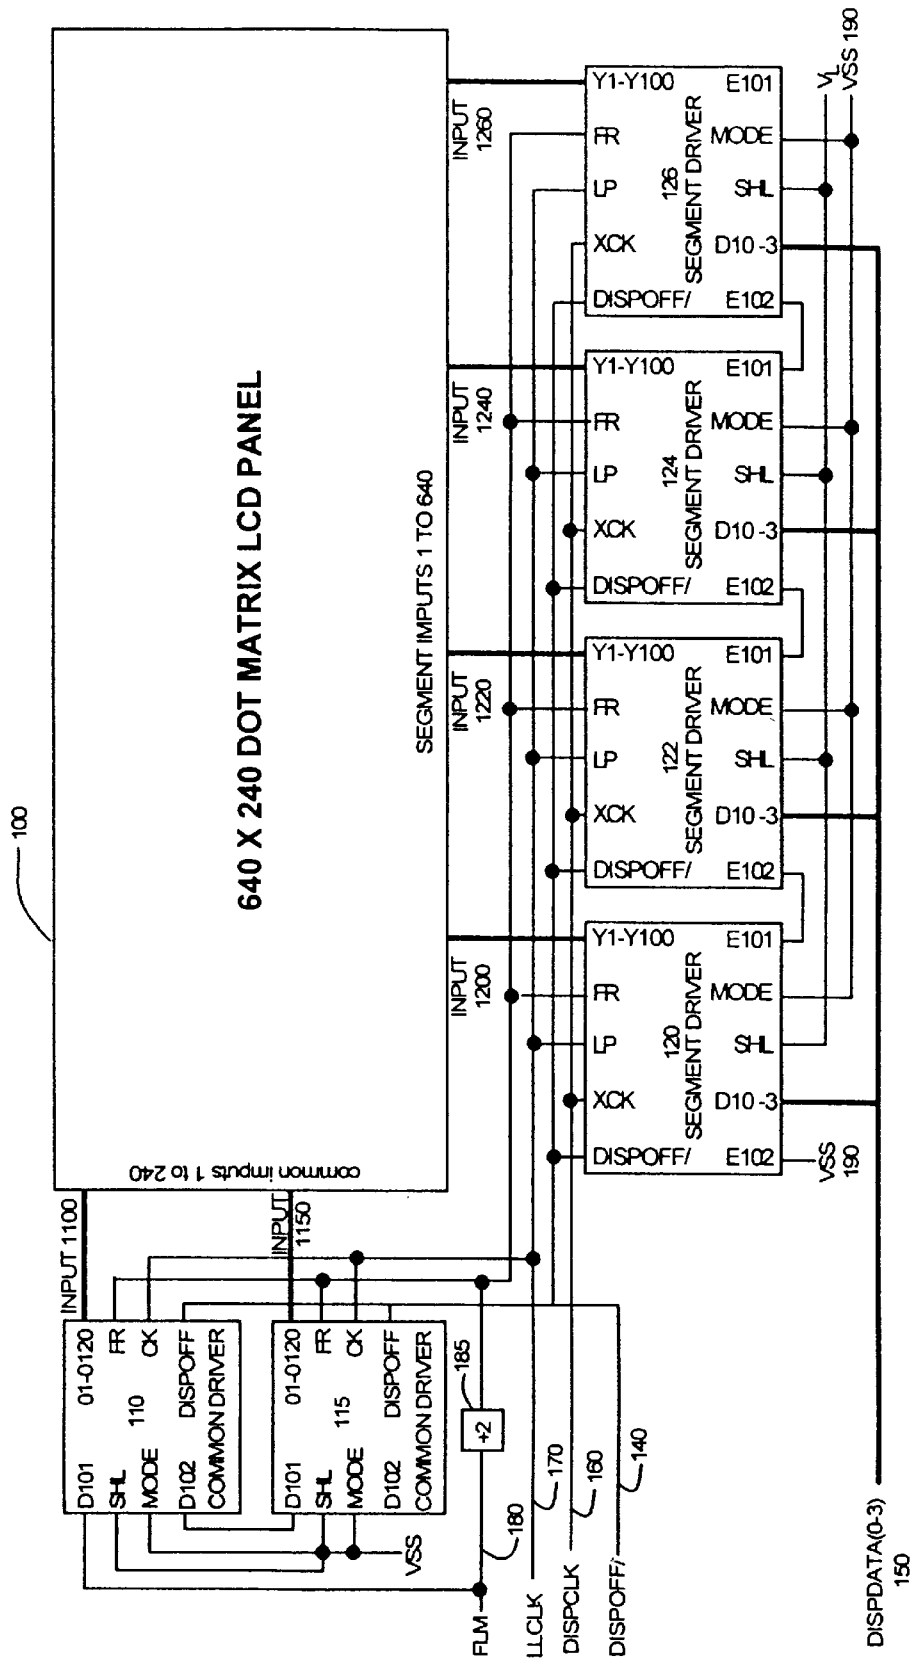 100
640 X 240 DOT MATRIX LCD PANEL
SEGMENT IMPUTS 1 TO 640
common imputs 1 to 240
INPUT 1100
INPUT
1150
INPUT
1200
INPUT
1220
INPUT
1240
INPUT
1260
D101
01-0120
SHL
FR
110
MODE
CK
D102
DISPOFF
COMMON DRIVER
D101
01-0120
SHL
FR
115
MODE
CK
D102
DISPOFF
COMMON DRIVER
VSS
185
+2
FLM
180
LLCLK
170
DISPCLK
160
DISPOFF/
140
Y1-Y100
FR
LP
XCK
DISPOFF/
120
SEGMENT DRIVER
E101
MODE
SHL
D10 -3
E102
VSS
190
Y1-Y100
FR
LP
XCK
DISPOFF/
122
SEGMENT DRIVER
E101
MODE
SHL
D10 -3
E102
Y1-Y100
FR
LP
XCK
DISPOFF/
124
SEGMENT DRIVER
E101
MODE
SHL
D10 -3
E102
Y1-Y100
FR
LP
XCK
DISPOFF/
126
SEGMENT DRIVER
E101
MODE
SHL
D10 -3
E102
VL
VSS 190
DISPDATA(0-3)
150